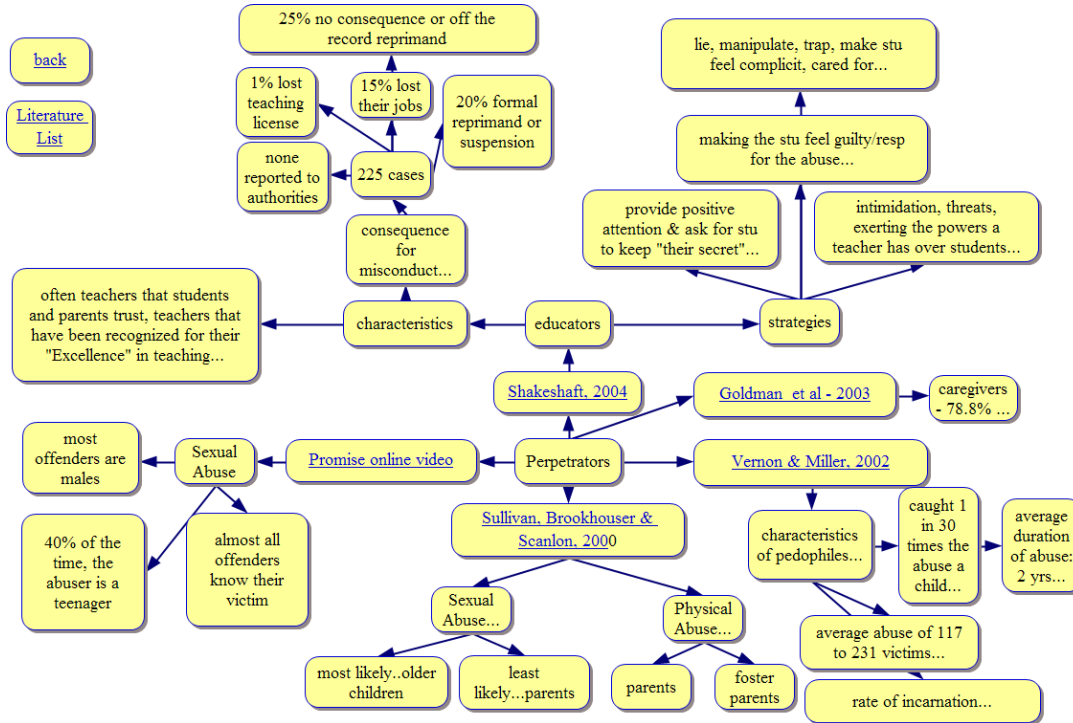 25% no consequence or off the
record reprimand
back
Literature
List
1% lost
teaching
license
15% lost
their jobs
20% formal
reprimand or
suspension
none
reported to
authorities
225 cases
consequence
for
misconduct...
lie, manipulate, trap, make stu
feel complicit, cared for...
making the stu feel guilty/resp
for the abuse...
provide positive
attention & ask for stu
to keep "their secret"...
intimidation, threats,
exerting the powers a
teacher has over students...
often teachers that students
and parents trust, teachers that
have been recognized for their
"Excellence" in teaching...
characteristics
educators
strategies
Shakeshaft, 2004
Goldman et al - 2003
caregivers
- 78.8% ...
most
offenders are
males
Sexual
Abuse
Promise online video
Perpetrators
Vernon & Miller, 2002
40% of the
time, the
abuser is a
teenager
almost all
offenders
know their
victim
Sullivan, Brookhouser &
Scanlon, 2000
characteristics
of pedophiles...
caught 1
in 30
times the
abuse a
child...
average
duration
of abuse:
2 yrs...
Sexual
Abuse...
Physical
Abuse...
most likely..older
children
least
likely...parents
parents
foster
parents
average abuse of 117
to 231 victims...
rate of incarnation...